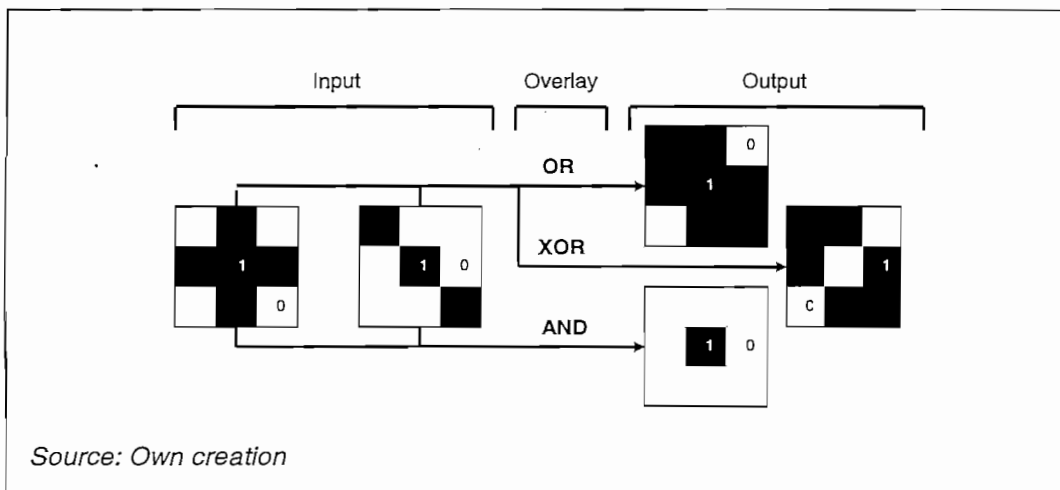 Input Overlay Output
0
OR
1
XOR
1 1 0 1
0 C
AND
1 0
Source: Own creation